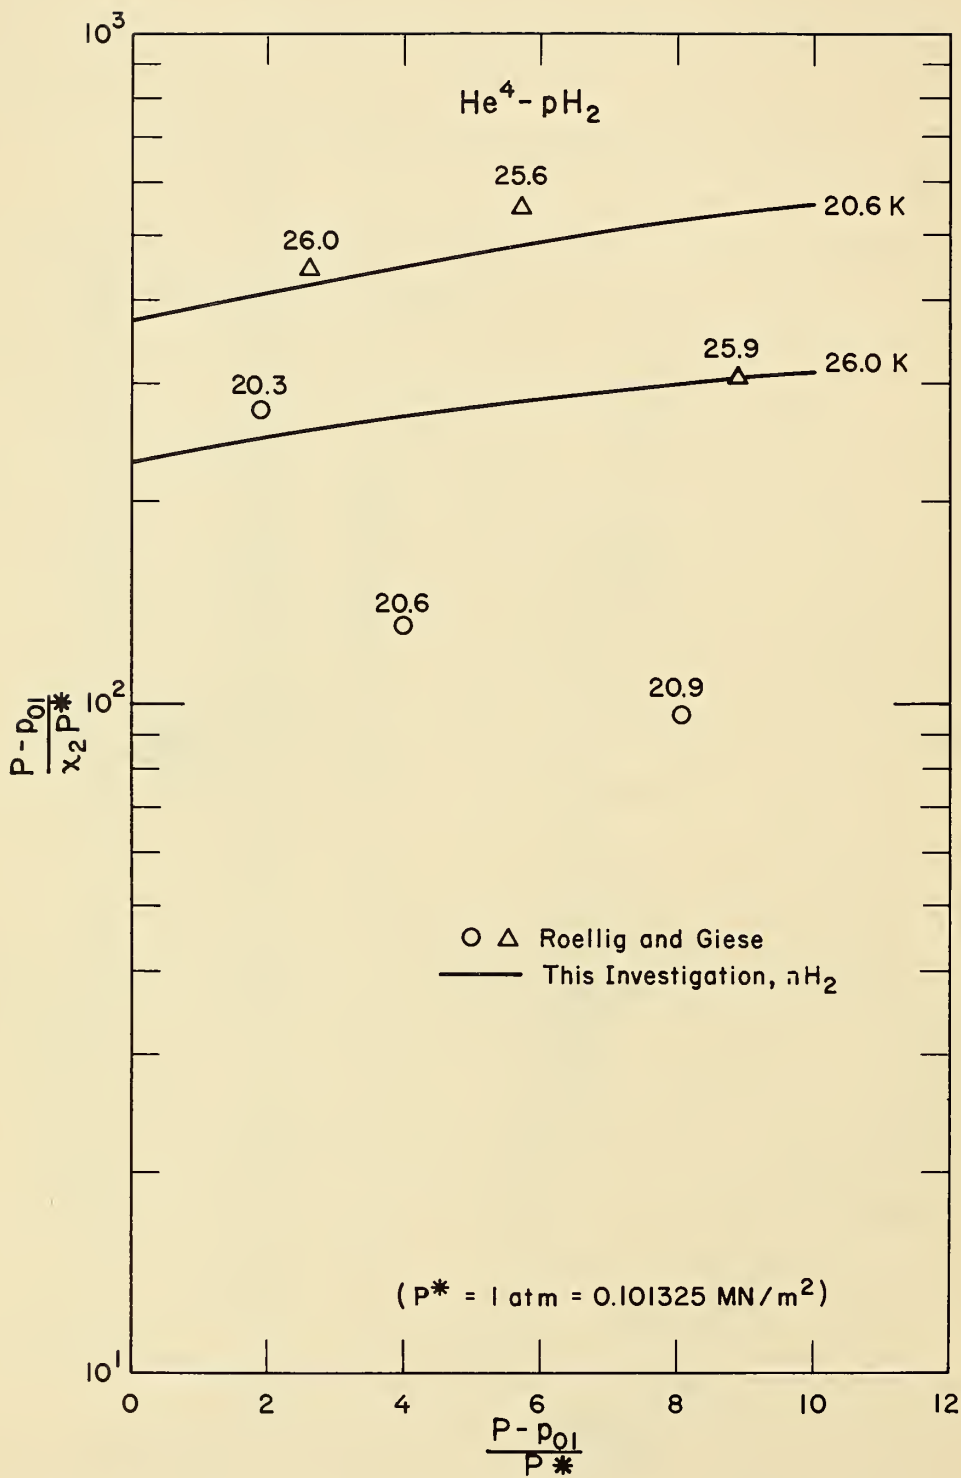 10³
He⁴ - pH₂
25.6
26.0
20.6 K
25.9
26.0 K
20.3
20.6
20.9
10²
P - p₀₁
x₂ P*
○ △ Roellig and Giese
This Investigation, nH₂
( P* = 1 atm = 0.101325 MN/m² )
10¹
0 2 4 6 8 10 12
P - p₀₁
P*